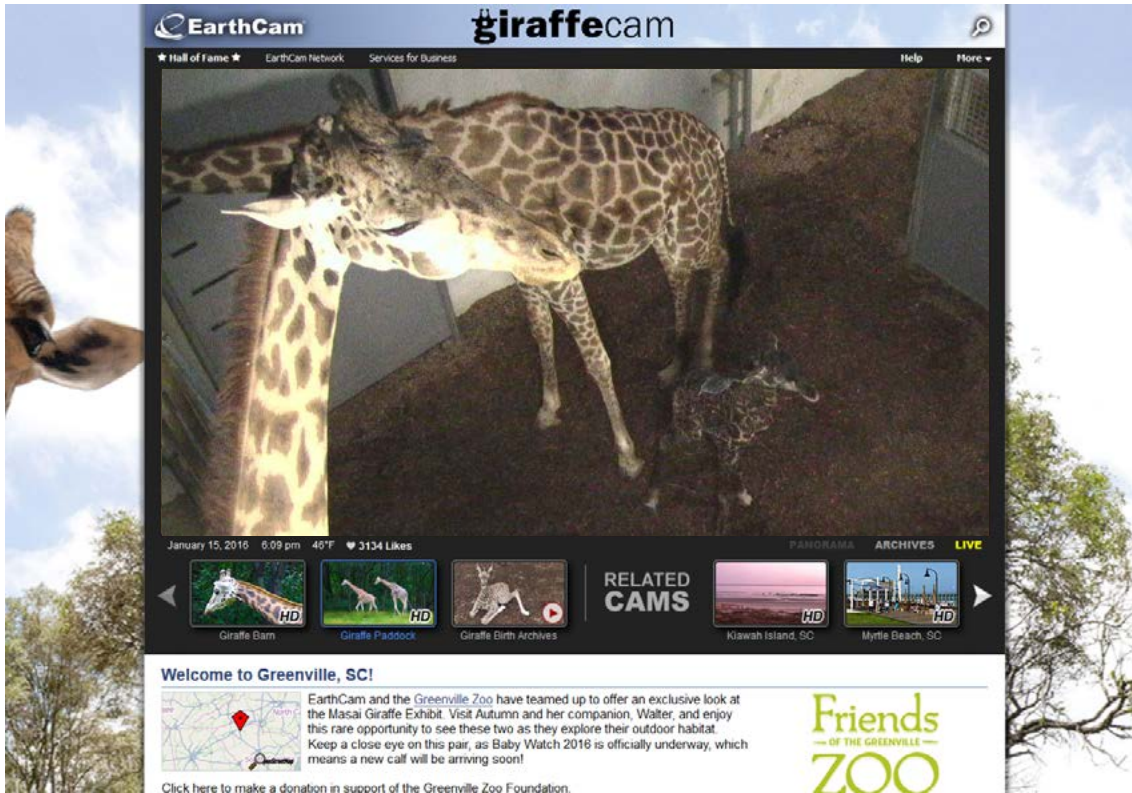 EarthCam
giraffecam
★ Hall of Fame ★ EarthCam Network Services for Business Help More
January 15, 2016 6:09 pm 46°F ♥ 3134 Likes PANORAMA ARCHIVES LIVE
HD HD RELATED CAMS HD HD
Giraffe Barn Giraffe Paddock Giraffe Birth Archives Kiawah Island, SC Myrtle Beach, SC
Welcome to Greenville, SC!
EarthCam and the Greenville Zoo have teamed up to offer an exclusive look at
the Masai Giraffe Exhibit. Visit Autumn and her companion, Walter, and enjoy
this rare opportunity to see these two as they explore their outdoor habitat.
Keep a close eye on this pair, as Baby Watch 2016 is officially underway, which
means a new calf will be arriving soon!
Click here to make a donation in support of the Greenville Zoo Foundation.
Friends
OF THE GREENVILLE
ZOO